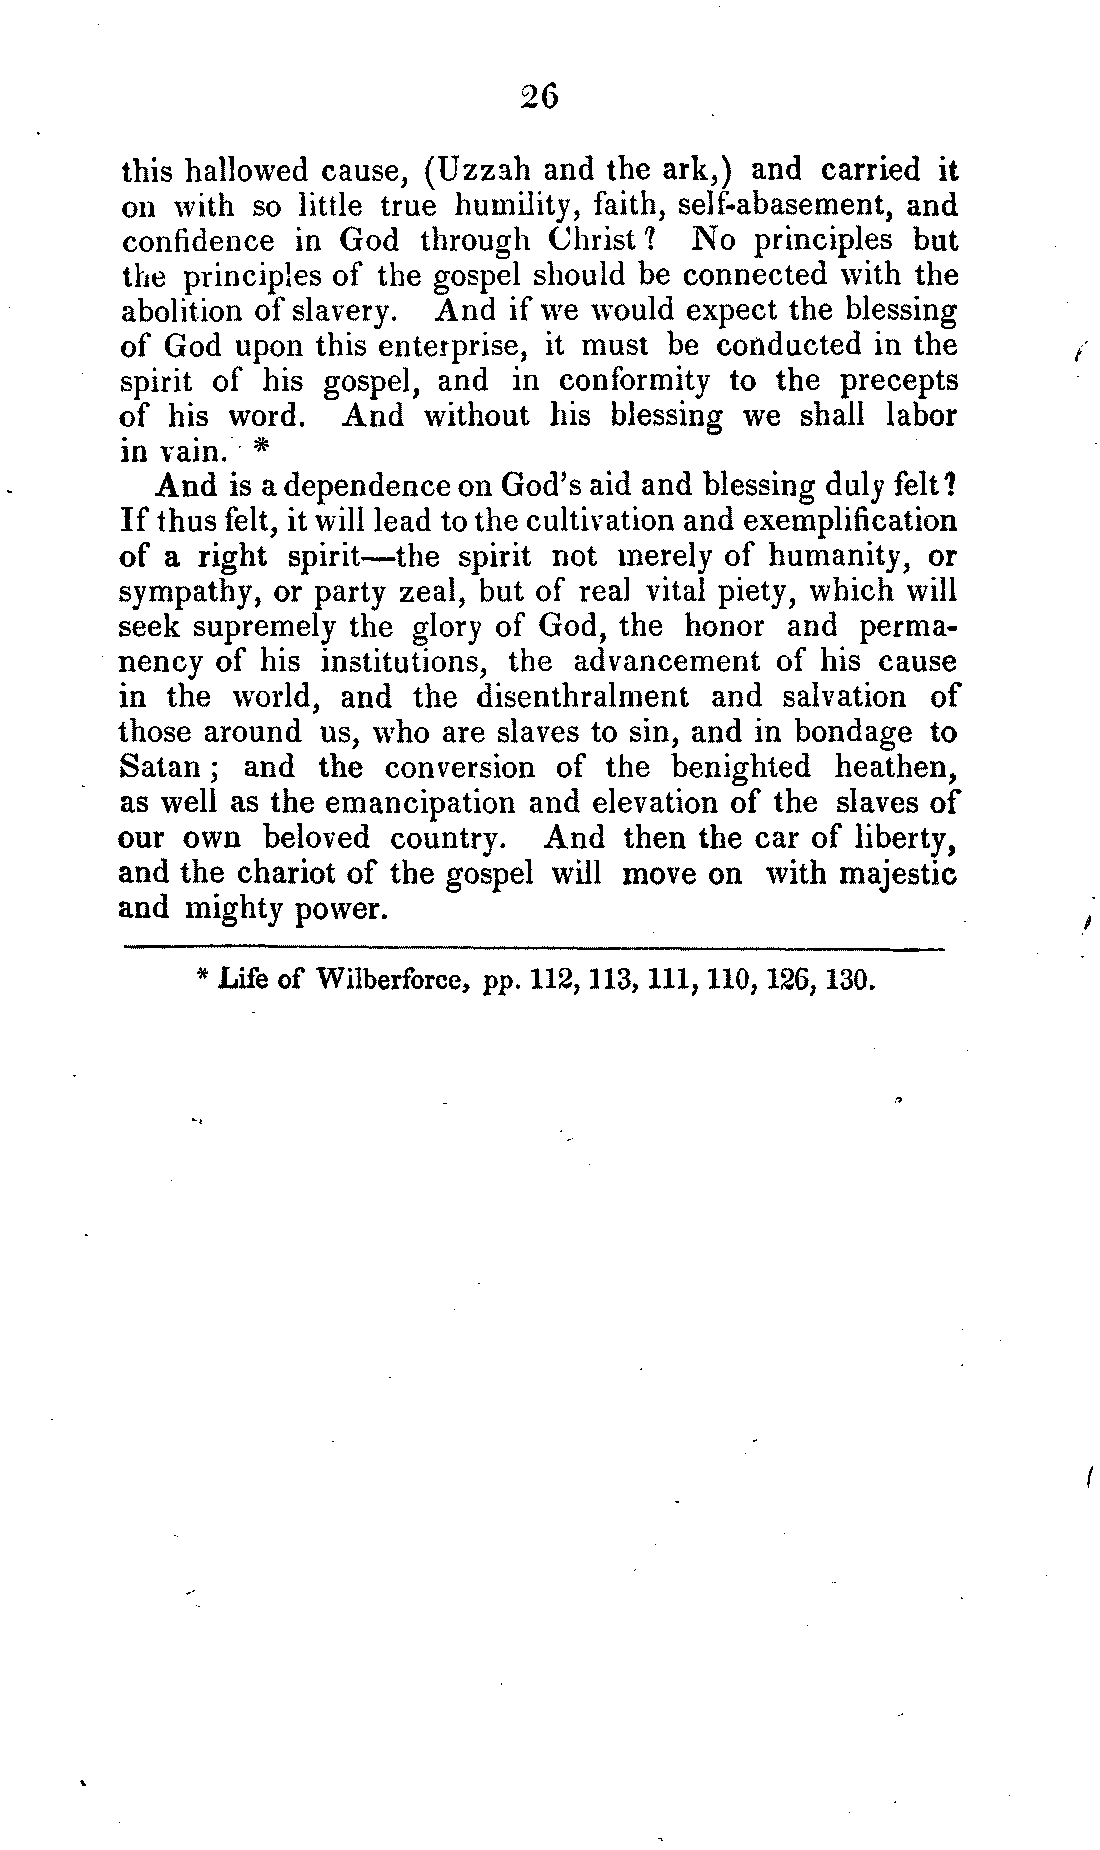 26
this hallowed cause, (Uzzah and the ark,) and carried it
on with so little true humility, faith, self-abasement, and
confidence in God through Christ? No principles but
the principles of the gospel should be connected with the
abolition of slavery. And if we would expect the blessing
of God upon this enterprise, it must be conducted in the
spirit of his gospel, and in conformity to the precepts
of his word. And without his blessing we shall labor
in vain. *
And is a dependence on God's aid and blessing duly felt?
If thus felt, it will lead to the cultivation and exemplification
of a right spirit—the spirit not merely of humanity, or
sympathy, or party zeal, but of real vital piety, which will
seek supremely the glory of God, the honor and perma-
nency of his institutions, the advancement of his cause
in the world, and the disenthralment and salvation of
those around us, who are slaves to sin, and in bondage to
Satan; and the conversion of the benighted heathen,
as well as the emancipation and elevation of the slaves of
our own beloved country. And then the car of liberty,
and the chariot of the gospel will move on with majestic
and mighty power.
* Life of Wilberforce, pp. 112, 113, 111, 110, 126, 130.